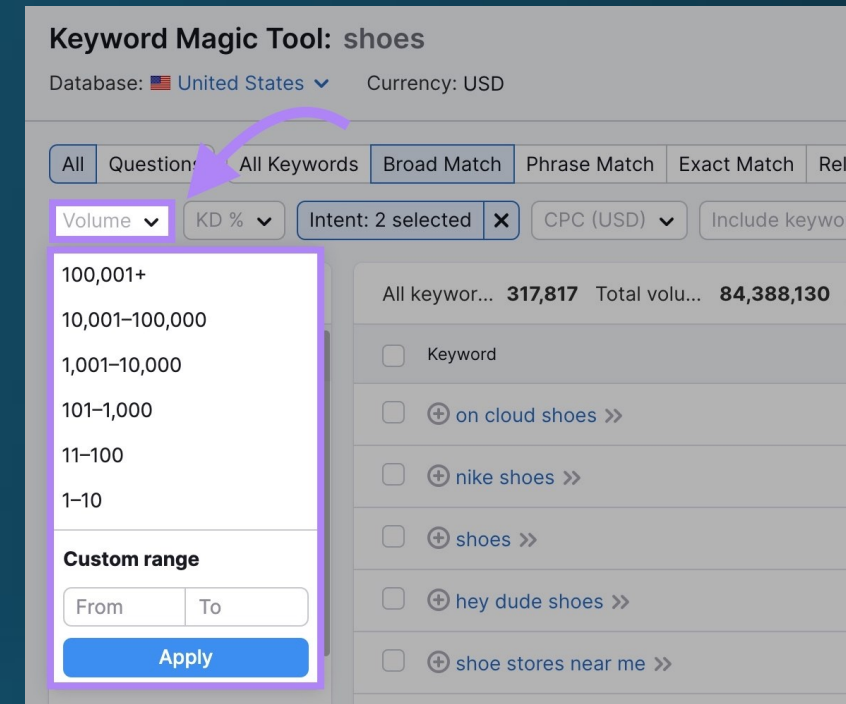 Keyword Magic Tool: shoes
Database: United States Currency: USD
All Questions All Keywords Broad Match Phrase Match Exact Match
Volume KD % Intent: 2 selected CPC (USD) Include
100,001+
10,001–100,000
1,001–10,000
101–1,000
11–100
1–10
Custom range
From To
Apply
All keywor... 317,817 Total volu... 84,388,130
Keyword
on cloud shoes
nike shoes
shoes
hey dude shoes
shoe stores near me